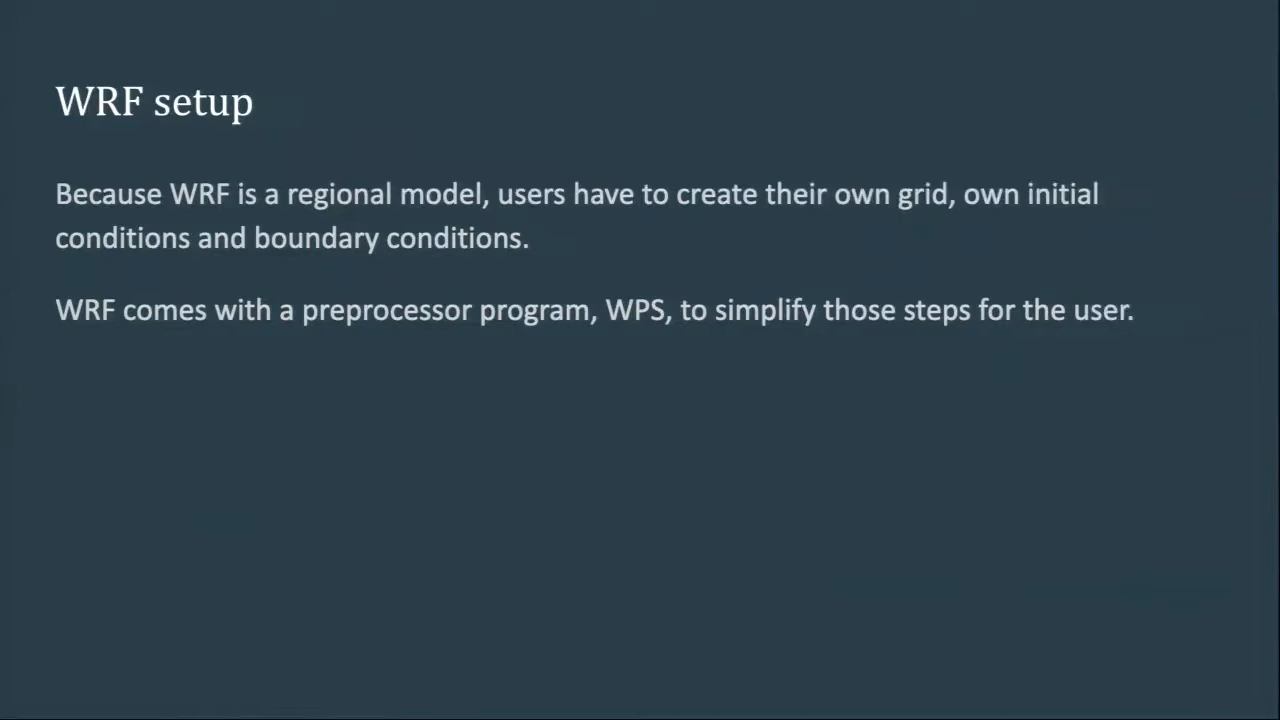 WRF setup
Because WRF is a regional model, users have to create their own grid, own initial
conditions and boundary conditions.
WRF comes with a preprocessor program, WPS, to simplify those steps for the user.